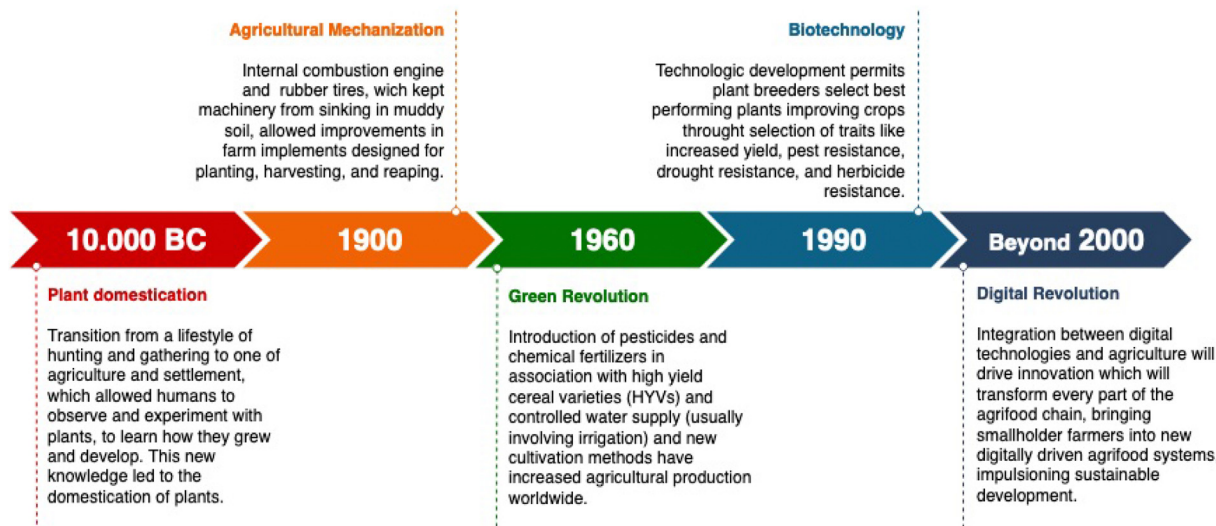 Agricultural Mechanization
Internal combustion engine
and rubber tires, wich kept
machinery from sinking in muddy
soil, allowed improvements in
farm implements designed for
planting, harvesting, and reaping.
Biotechnology
Technologic development permits
plant breeders select best
performing plants improving crops
throught selection of traits like
increased yield, pest resistance,
drought resistance, and herbicide
resistance.
10.000 BC
1900
1960
1990
Beyond 2000
Plant domestication
Transition from a lifestyle of
hunting and gathering to one of
agriculture and settlement,
which allowed humans to
observe and experiment with
plants, to learn how they grew
and develop. This new
knowledge led to the
domestication of plants.
Green Revolution
Introduction of pesticides and
chemical fertilizers in
association with high yield
cereal varieties (HYVs) and
controlled water supply (usually
involving irrigation) and new
cultivation methods have
increased agricultural production
worldwide.
Digital Revolution
Integration between digital
technologies and agriculture will
drive innovation which will
transform every part of the
agrifood chain, bringing
smallholder farmers into new
digitally driven agrifood systems
impulsioning sustainable
development.